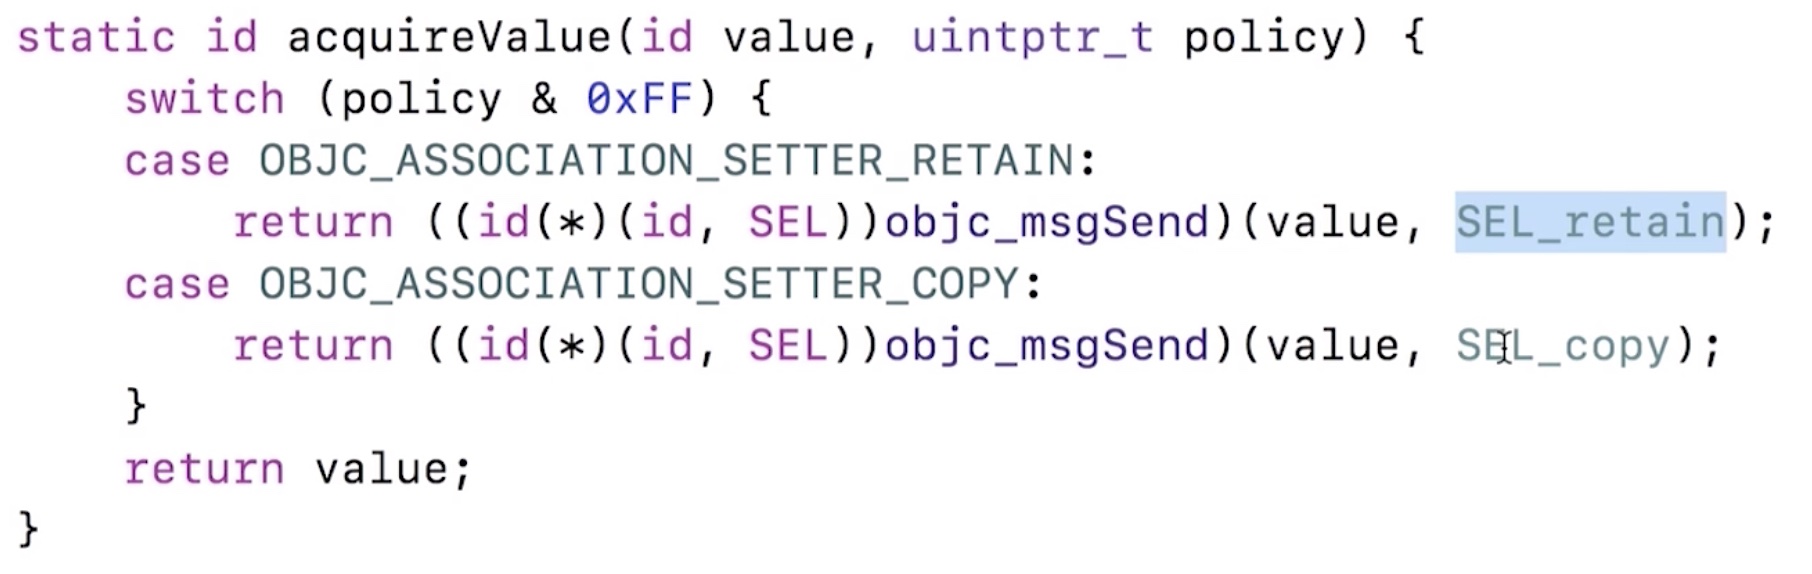 static id acquireValue(id value, uintptr_t policy) {
    switch (policy & 0xFF) {
    case OBJC_ASSOCIATION_SETTER_RETAIN:
        return ((id(*)(id, SEL))objc_msgSend)(value, SEL_retain);
    case OBJC_ASSOCIATION_SETTER_COPY:
        return ((id(*)(id, SEL))objc_msgSend)(value, SEL_copy);
    }
    return value;
}